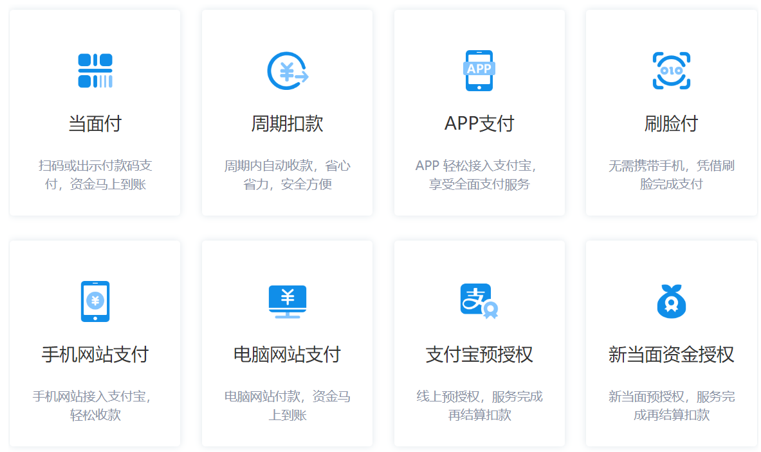 当面付
扫码或出示付款码支
付，资金马上到账
周期扣款
周期内自动收款，省心
省力，安全方便
APP
APP支付
APP 轻松接入支付宝，
享受全面支付服务
刷脸付
无需携带手机，凭借刷
脸完成支付
¥
手机网站支付
手机网站接入支付宝，
轻松收款
¥
电脑网站支付
电脑网站付款，资金马
上到账
支
支付宝预授权
线上预授权，服务完成
再结算扣款
新当面资金授权
新当面预授权，服务完
成再结算扣款